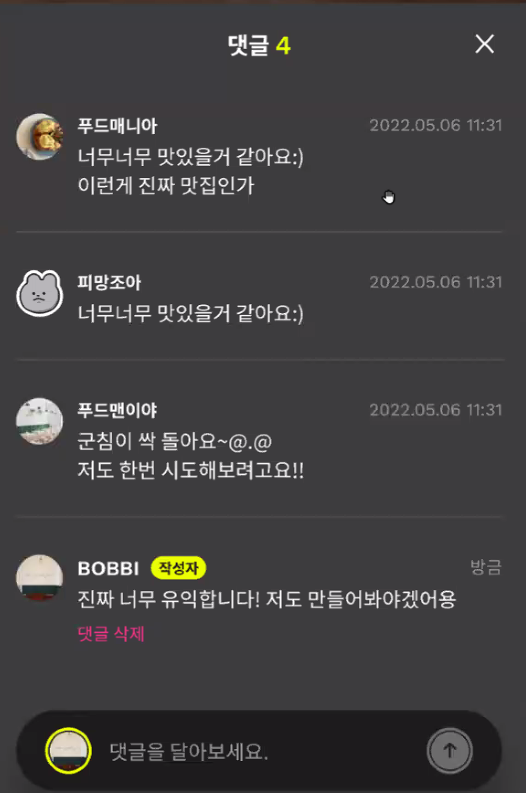 댓글 4
푸드매니아 2022.05.06 11:31
너무너무 맛있을거 같아요:)
이런게 진짜 맛집인가
피망조아 2022.05.06 11:31
너무너무 맛있을거 같아요:)
푸드맨이야 2022.05.06 11:31
군침이 싹 돌아요~@.@
저도 한번 시도해보려고요!!
BOBBI 작성자 방금
진짜 너무 유익합니다! 저도 만들어봐야겠어용
댓글 삭제
댓글을 달아보세요.